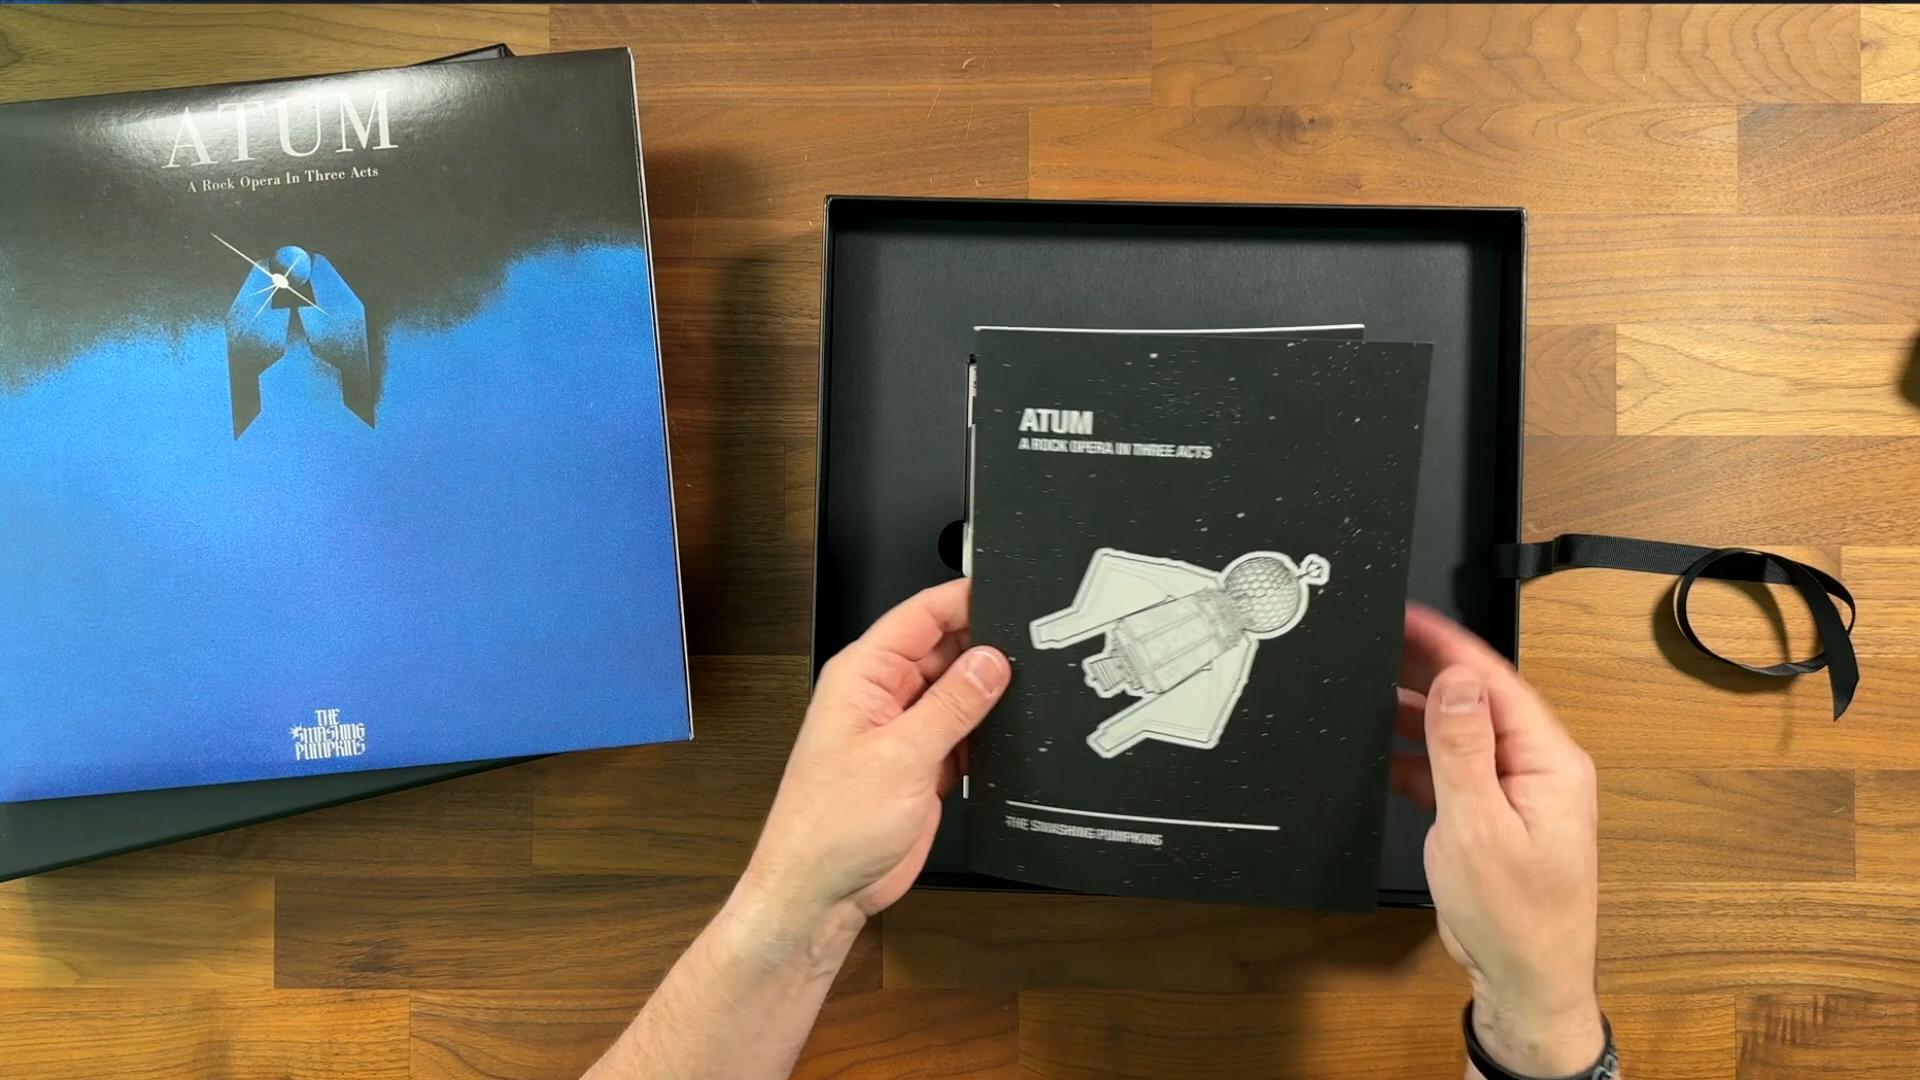 ATUM
A Rock Opera In Three Acts
THE
SMASHING
PUMPKINS
ATUM
A ROCK OPERA IN THREE ACTS
THE SMASHING PUMPKINS